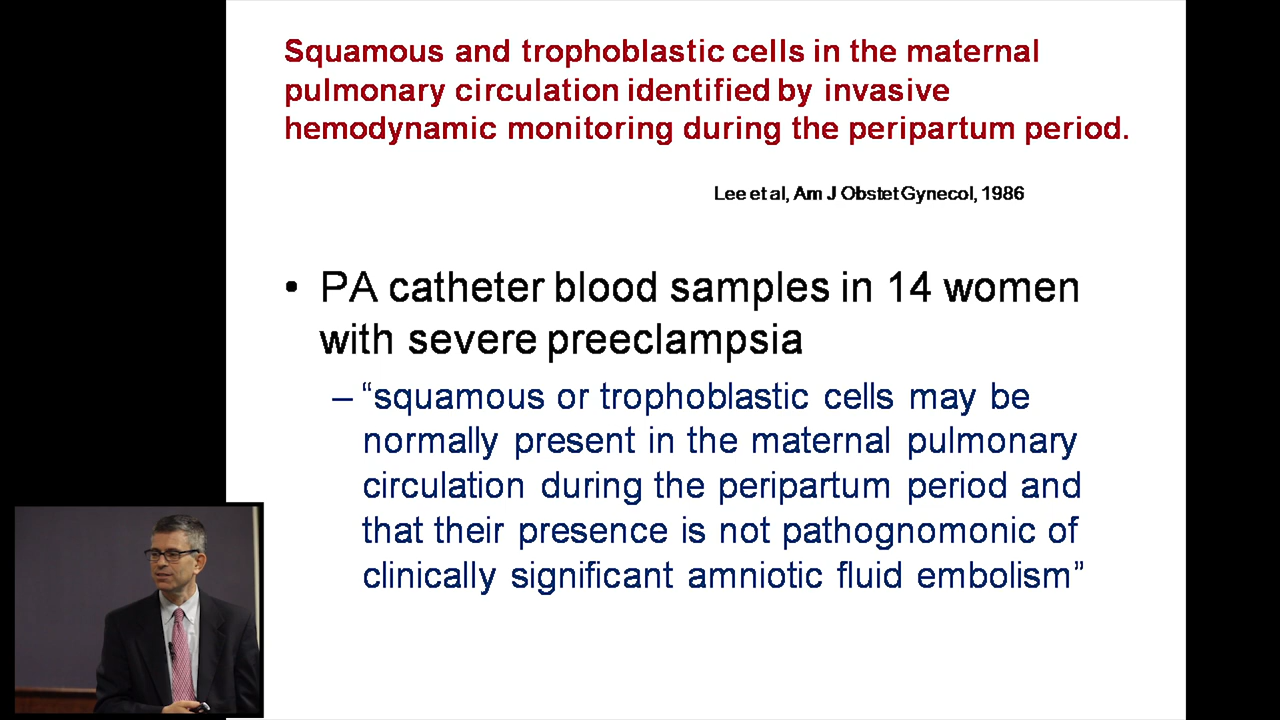 Squamous and trophoblastic cells in the maternal
pulmonary circulation identified by invasive
hemodynamic monitoring during the peripartum period.
Lee et al, Am J Obstet Gynecol, 1986
• PA catheter blood samples in 14 women
with severe preeclampsia
– “squamous or trophoblastic cells may be
normally present in the maternal pulmonary
circulation during the peripartum period and
that their presence is not pathognomonic of
clinically significant amniotic fluid embolism”